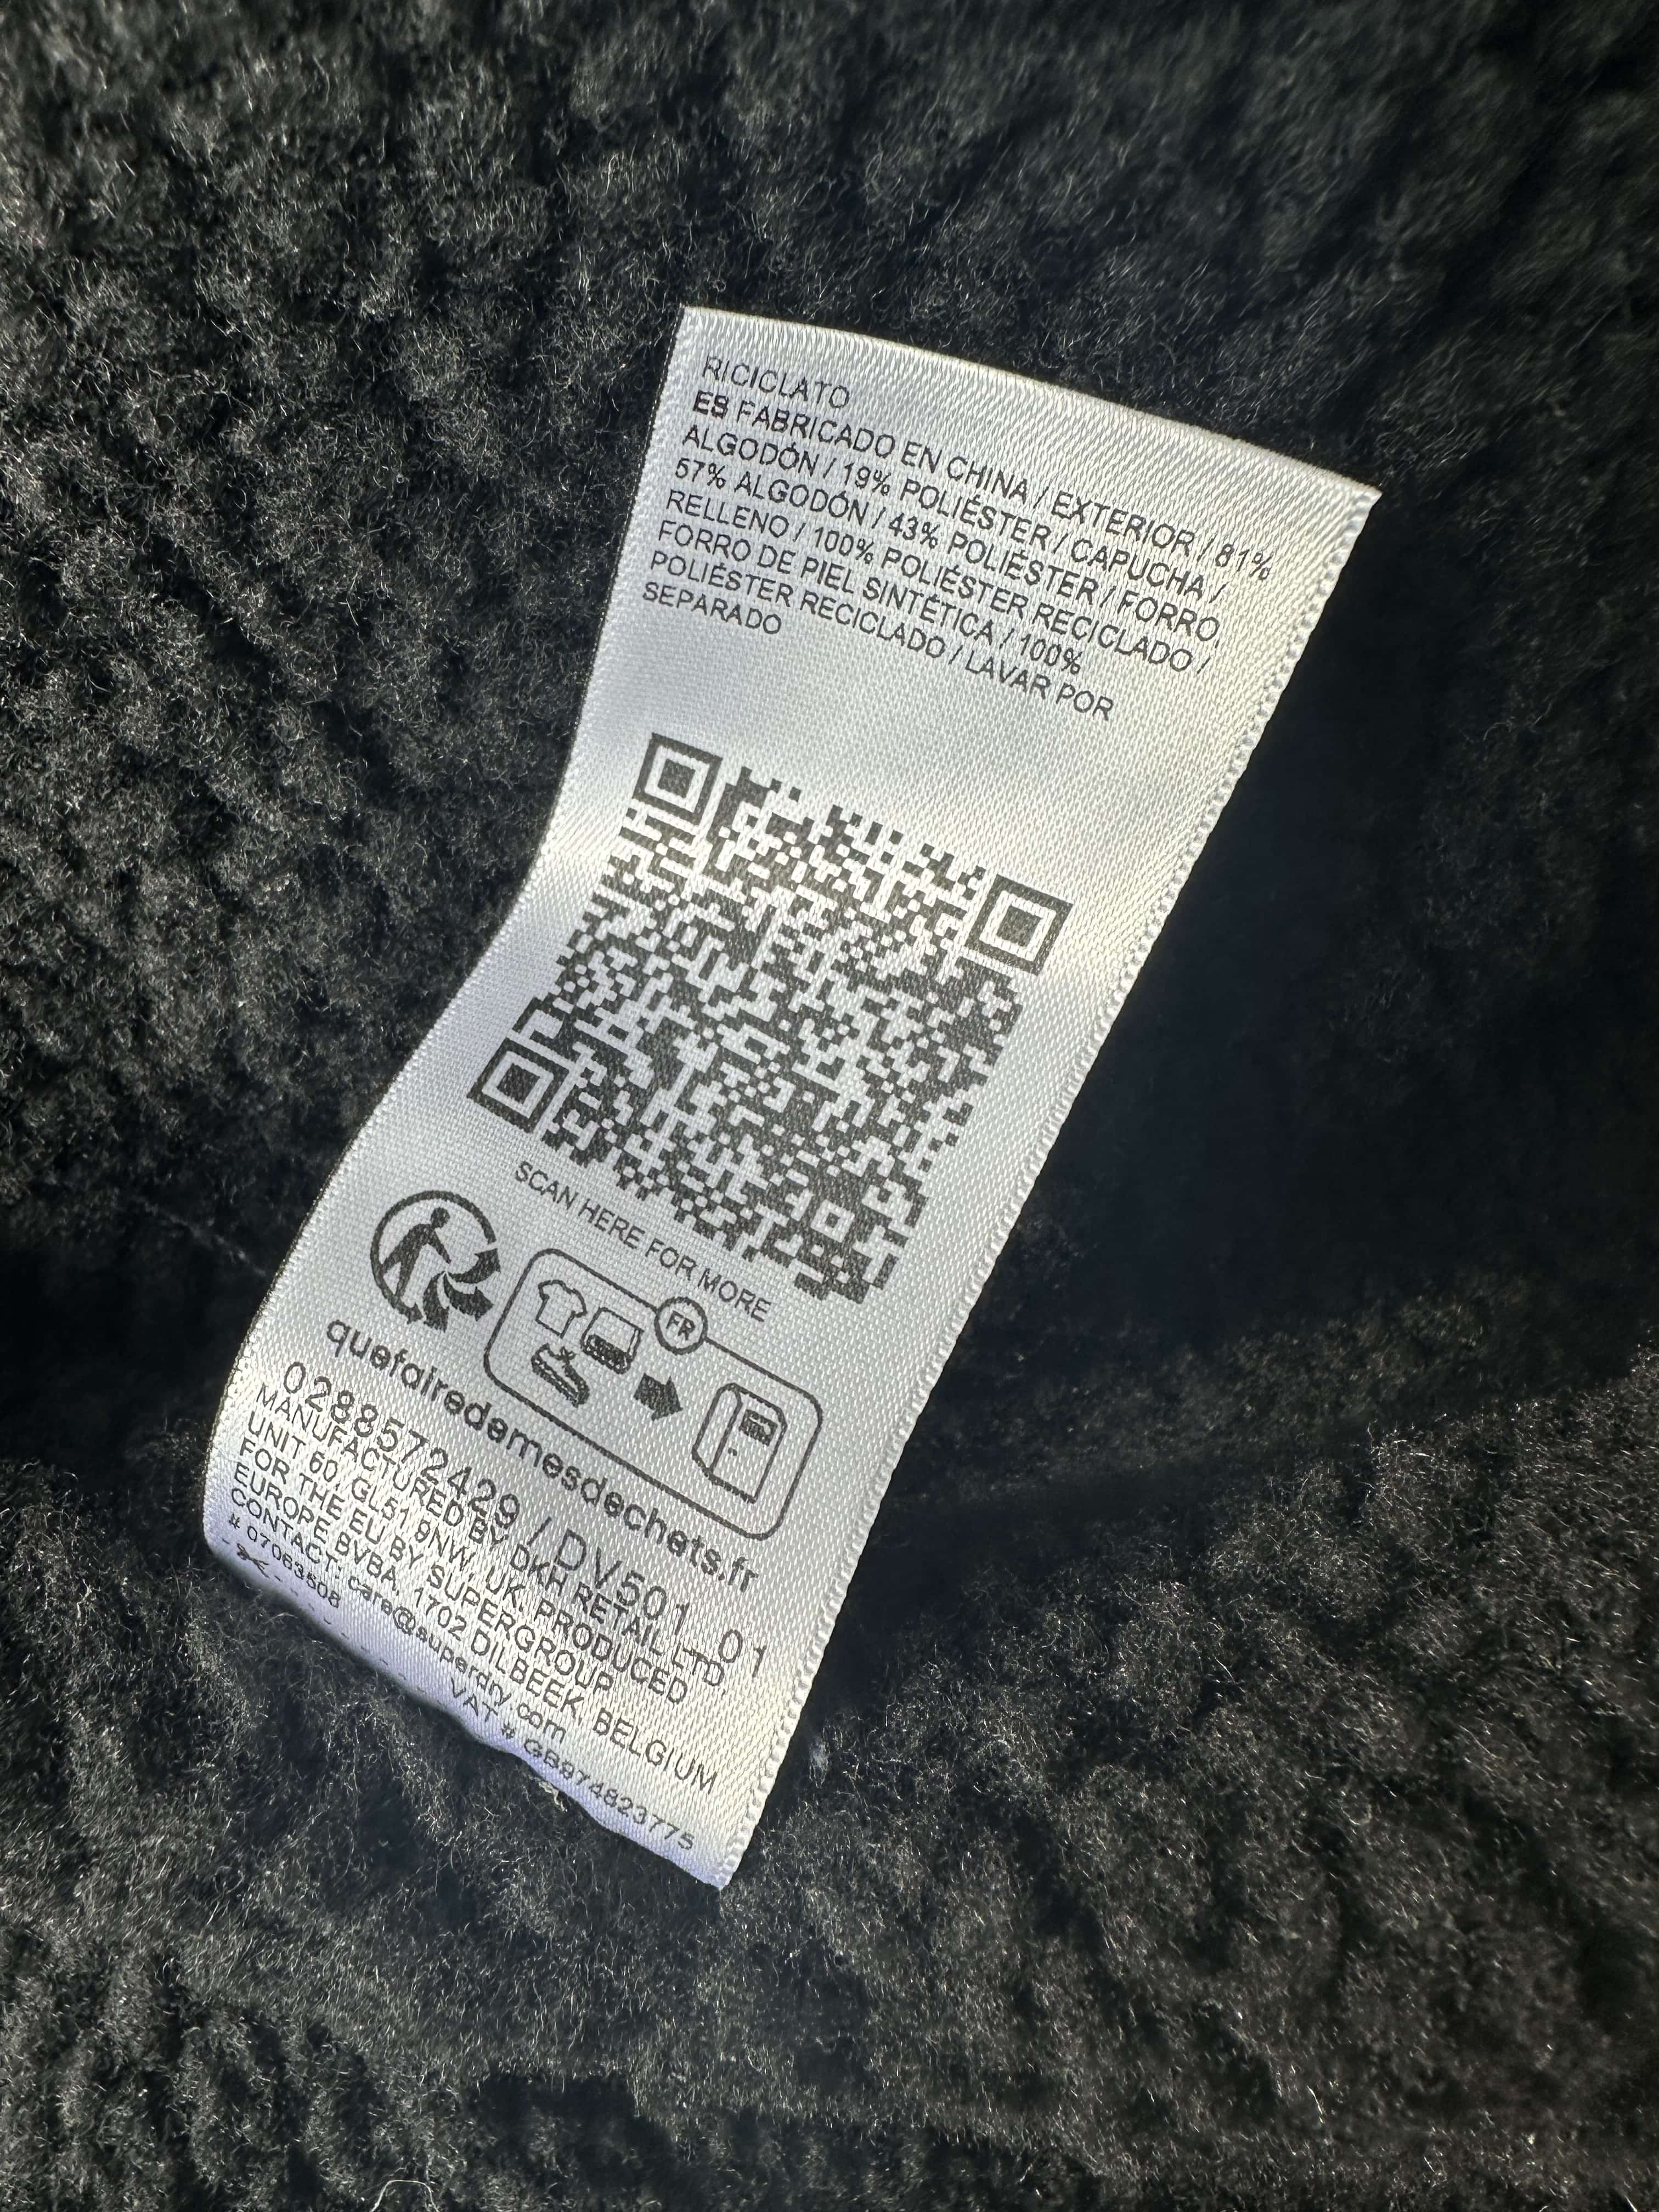 RICICLATO
ES FABRICADO EN CHINA / EXTERIOR / 81%
ALGODÓN / 19% POLIÉSTER / CAPUCHA /
57% ALGODÓN / 43% POLIÉSTER / FORRO
RELLENO / 100% POLIÉSTER RECICLADO /
FORRO DE PIEL SINTÉTICA / 100%
POLIÉSTER RECICLADO / LAVAR POR
SEPARADO
SCAN HERE FOR MORE
FR
quefairedemesdechets.fr
0288572429 / DV501_01
MANUFACTURED BY DKH RETAIL LTD,
UNIT 60, GL51 9NW, UK. PRODUCED
FOR THE EU BY, SUPERGROUP
EUROPE BVBA, 1702 DILBEEK, BELGIUM
CONTACT: care@superdry.com
# 07063508 VAT # GB974823775